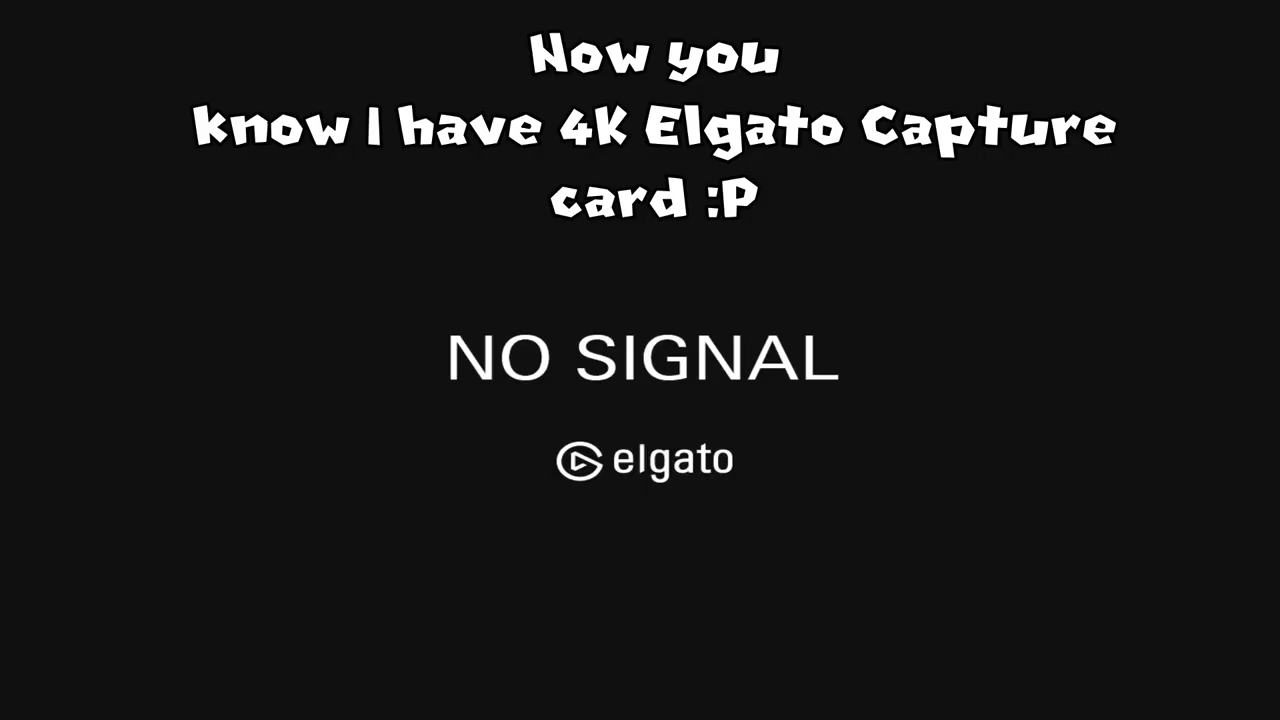 Now you
know I have 4K Elgato Capture
card :P
NO SIGNAL
elgato